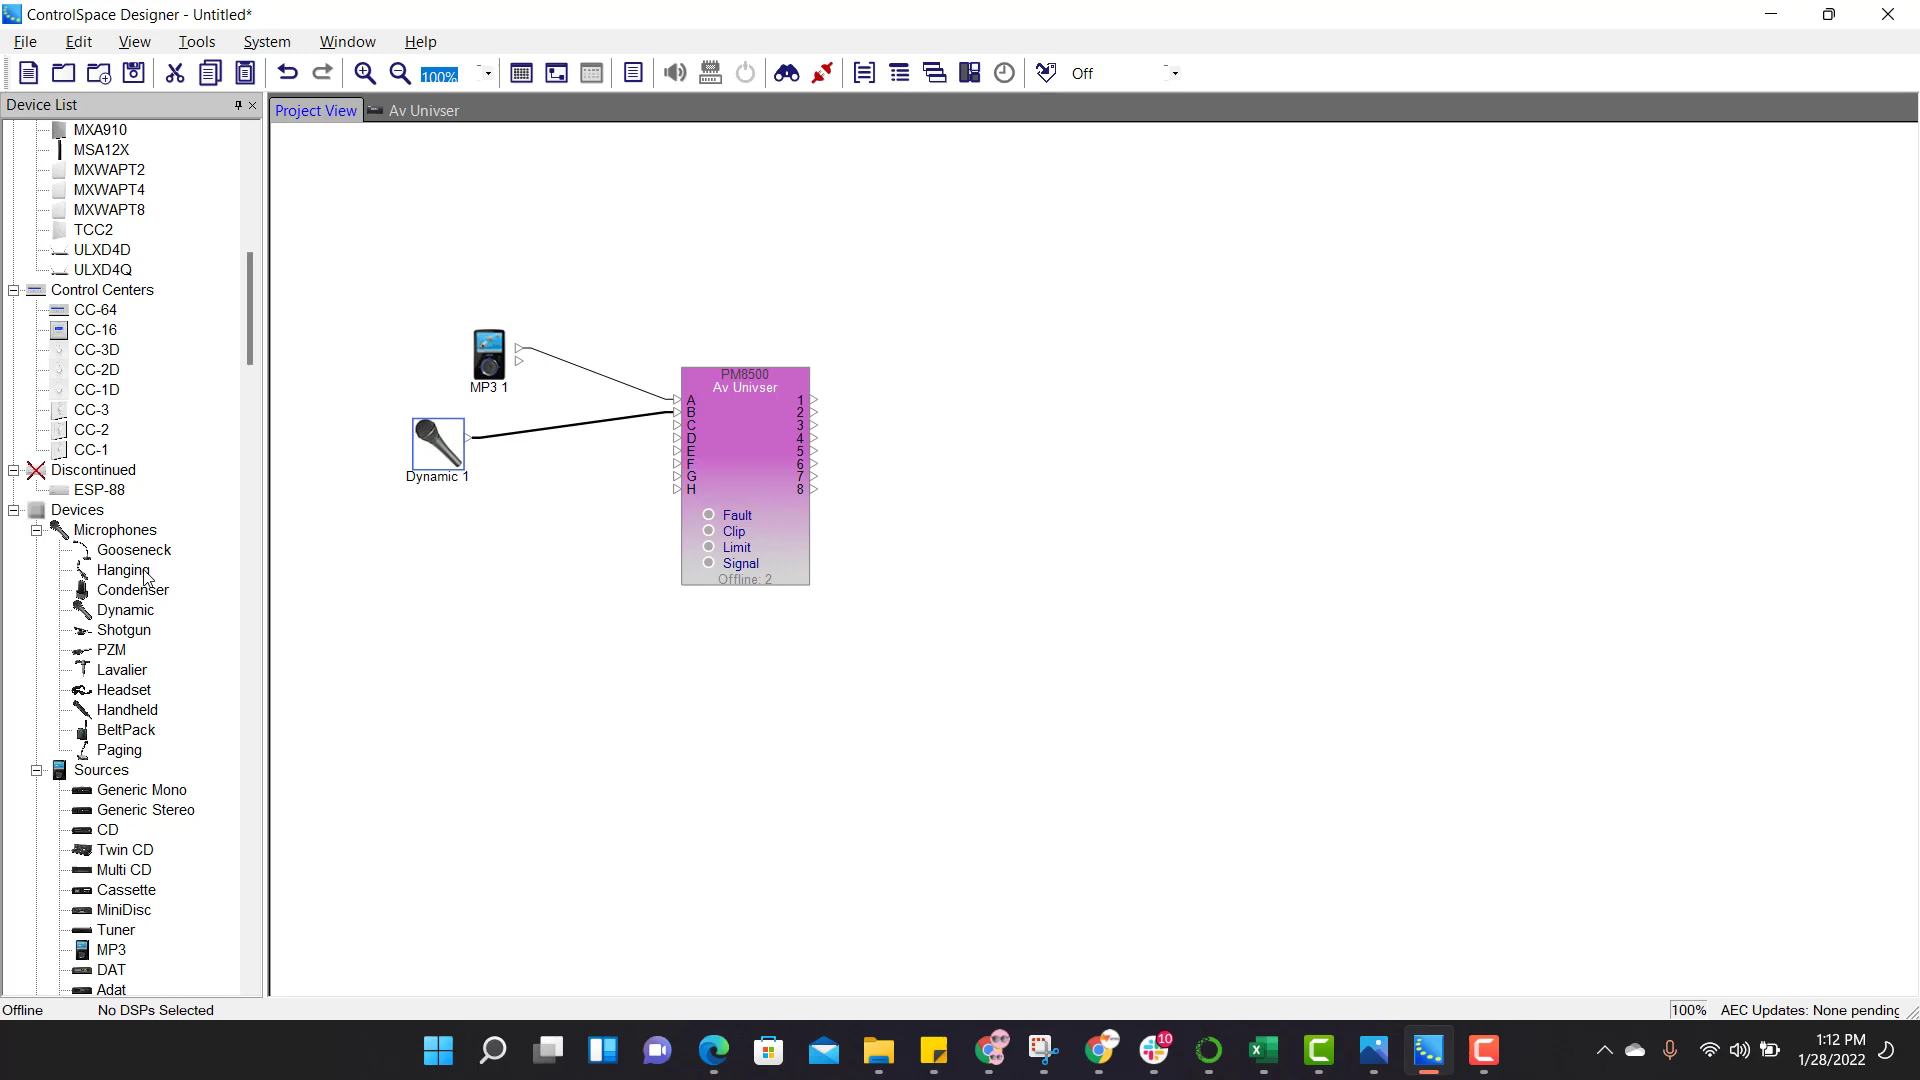 ControlSpace Designer - Untitled*
File Edit View Tools System Window Help
100% Off
Device List
Project View Av Univser
MXA910
MSA12X
MXWAPT2
MXWAPT4
MXWAPT8
TCC2
ULXD4D
ULXD4Q
Control Centers
CC-64
CC-16
CC-3D
CC-2D
CC-1D
CC-3
CC-2
CC-1
Discontinued
ESP-88
Devices
Microphones
Gooseneck
Hanging
Condenser
Dynamic
Shotgun
PZM
Lavalier
Headset
Handheld
BeltPack
Paging
Sources
Generic Mono
Generic Stereo
CD
Twin CD
Multi CD
Cassette
MiniDisc
Tuner
MP3
DAT
Adat
MP3 1
Dynamic 1
PM8500
Av Univser
A 1
B 2
C 3
D 4
E 5
F 6
G 7
H 8
Fault
Clip
Limit
Signal
Offline: 2
Offline No DSPs Selected 100% AEC Updates: None pending
10
1:12 PM
1/28/2022